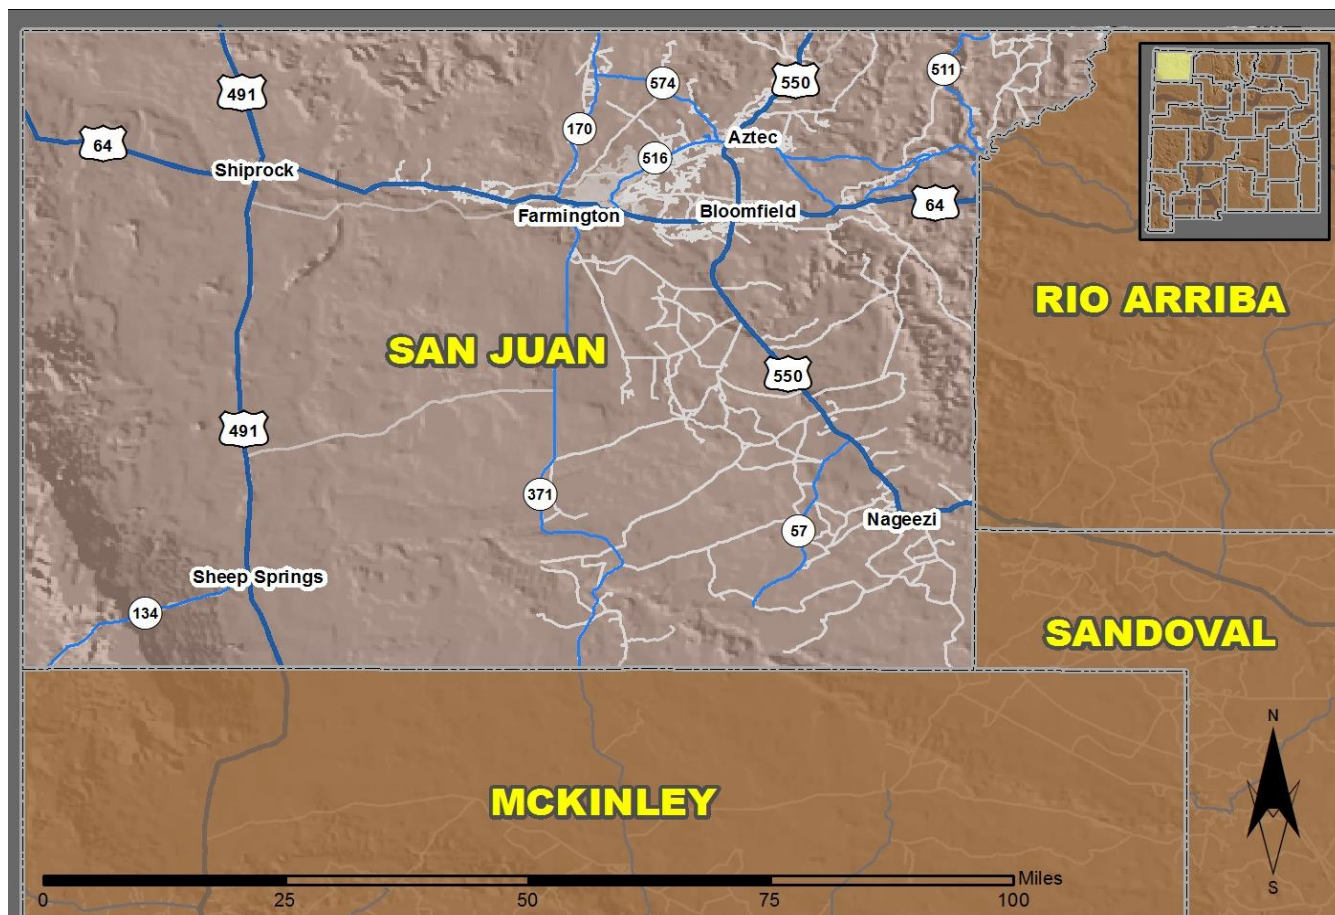 491
550
574
511
170
64
Aztec
516
Shiprock
64
Farmington
Bloomfield
RIO ARRIBA
SAN JUAN
550
491
371
Nageezi
57
Sheep Springs
134
SANDOVAL
N
MCKINLEY
Miles
0 25 50 75 100
S